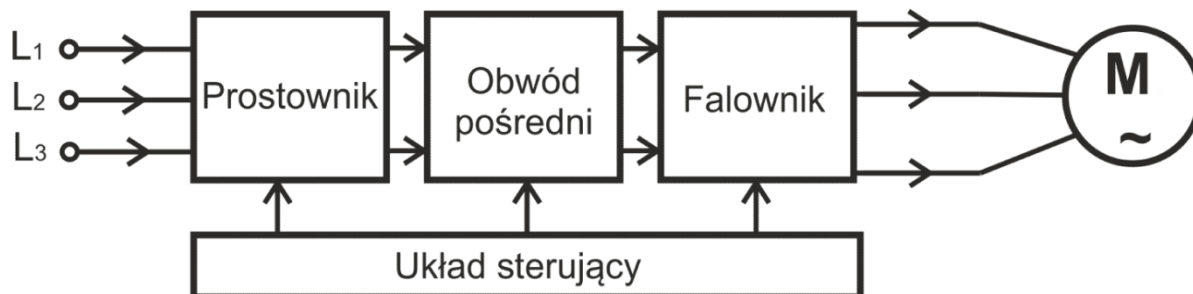 L1
L2
L3
Prostownik
Obwód
pośredni
Falownik
M
~
Układ sterujący